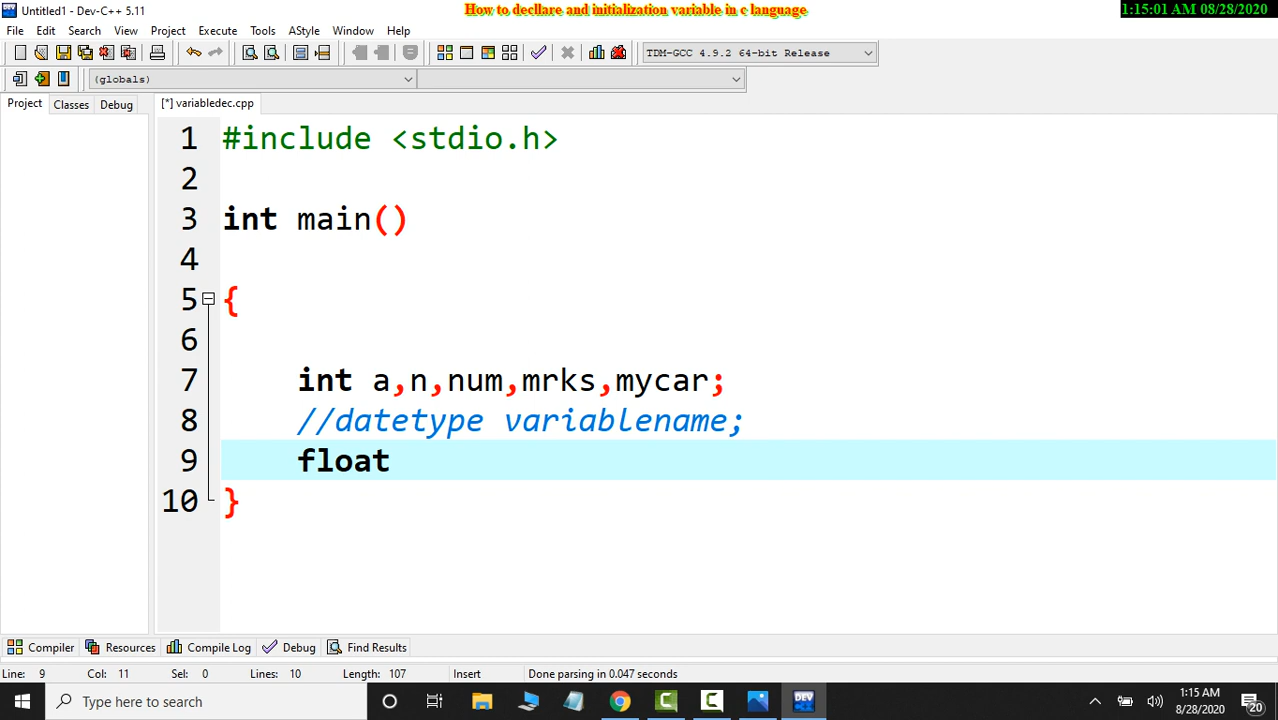 Untitled1 - Dev-C++ 5.11
How to decllare and initialization variable in c language
1:15:01 AM 08/28/2020
File Edit Search View Project Execute Tools AStyle Window Help
TDM-GCC 4.9.2 64-bit Release
(globals)
Project Classes Debug [*] variabledec.cpp
1 #include <stdio.h>
2
3 int main()
4
5 {
6
7 int a,n,num,mrks,mycar;
8 //datetype variablename;
9 float
10 }
Compiler Resources Compile Log Debug Find Results
Line: 9 Col: 11 Sel: 0 Lines: 10 Length: 107 Insert Done parsing in 0.047 seconds
Type here to search
DEV
1:15 AM
8/28/2020
20